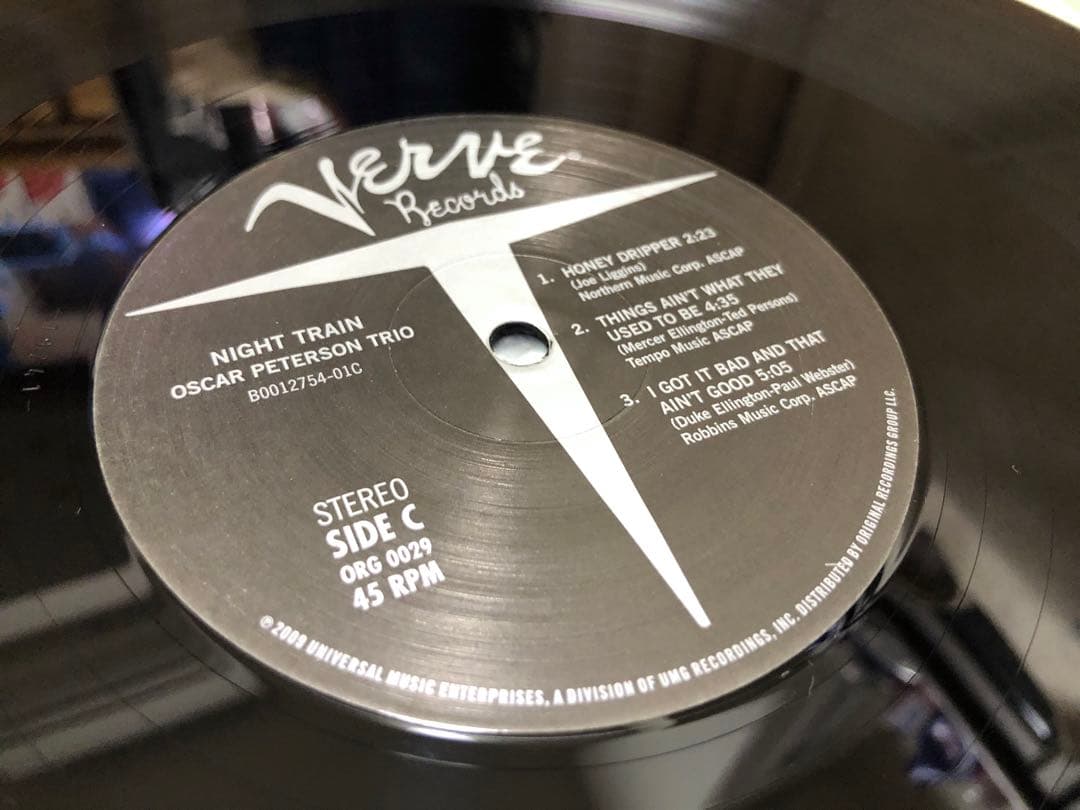 VERVE
Records
NIGHT TRAIN
OSCAR PETERSON TRIO
B0012754-01C
1. HONEY DRIPPER 2:23
(Joe Liggins)
Northern Music Corp. ASCAP
2. THINGS AIN'T WHAT THEY
USED TO BE 4:35
(Mercer Ellington-Ted Persons)
Tempo Music ASCAP
3. I GOT IT BAD AND THAT
AIN'T GOOD 5:05
(Duke Ellington-Paul Webster)
Robbins Music Corp. ASCAP
STEREO
SIDE C
ORG 0029
45 RPM
℗ 2009 UNIVERSAL MUSIC ENTERPRISES, A DIVISION OF UMG RECORDINGS, INC. DISTRIBUTED BY ORIGINAL RECORDINGS GROUP LLC.